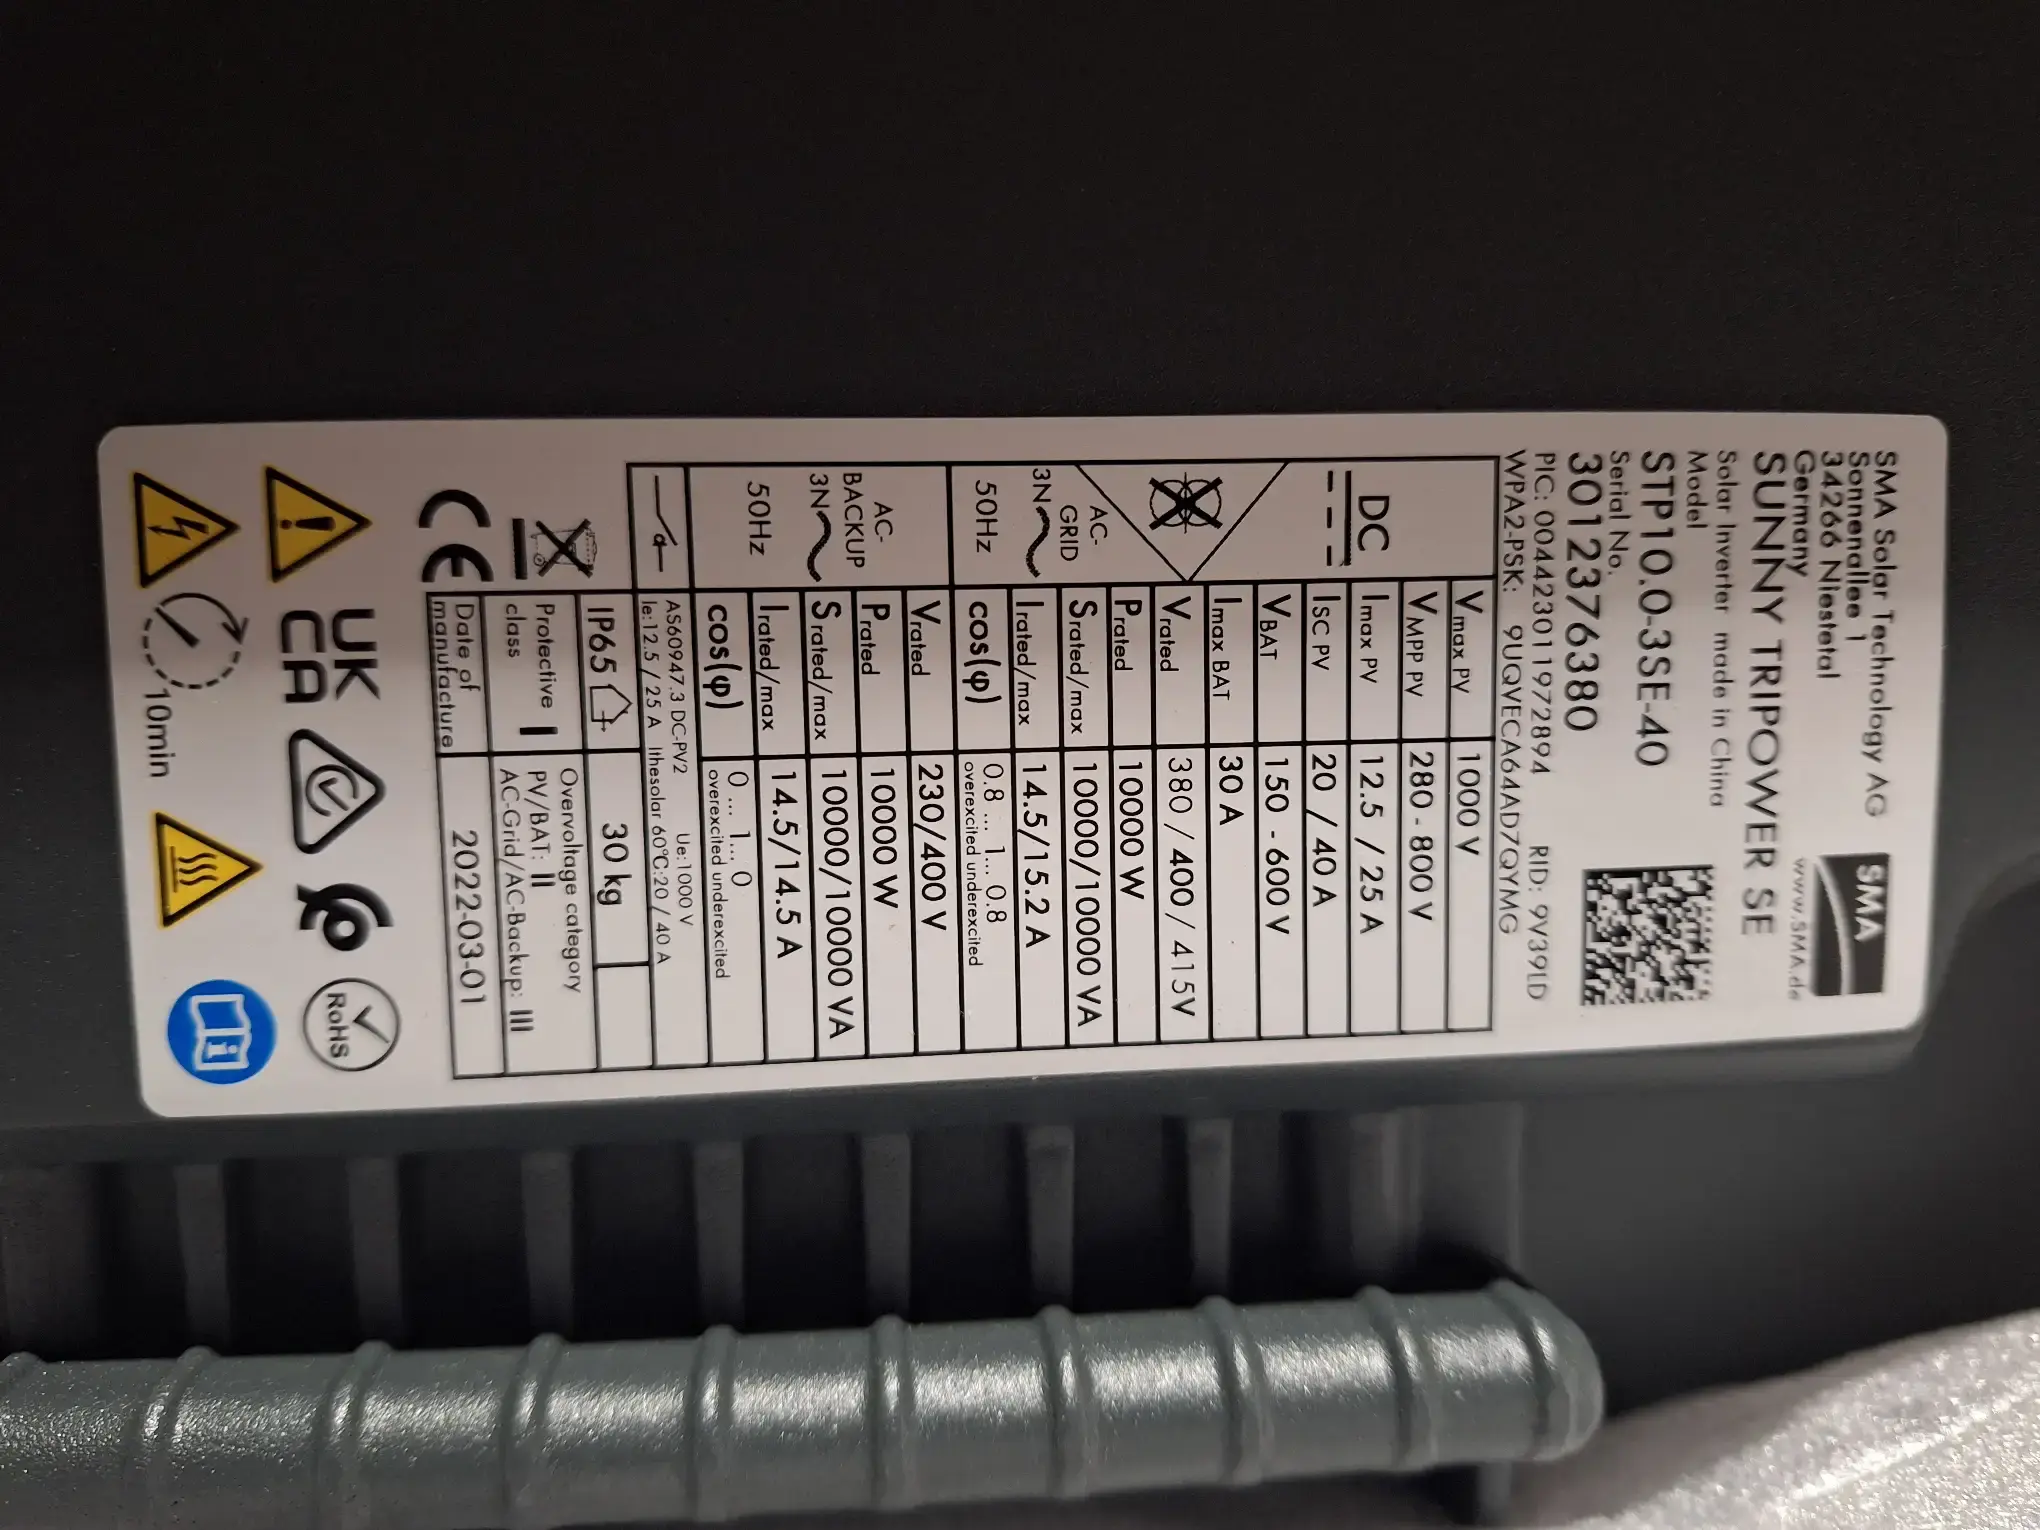 SMA Solar Technology AG
Sonnenallee 1
34266 Niestetal
Germany
SMA
www.SMA.de
SUNNY TRIPOWER SE
Solar Inverter made in China
Model
STP10.0-3SE-40
Serial No.
3012376380
PIC: 00442301 1972894 RID: 9V39LD
WPA2-PSK: 9UQVECA64AD7QYMG
DC
Vmax PV 1000 V
VMPP PV 280 - 800 V
Imax PV 12.5 / 25 A
ISC PV 20 / 40 A
VBAT 150 - 600 V
Imax BAT 30 A
AC-
GRID
3N
50Hz
Vrated 380 / 400 / 415V
Prated 10000 W
Srated/max 10000/10000 VA
Irated/max 14.5/15.2 A
cos(φ) 0.8 ... 1... 0.8
overexcited underexcited
AC-
BACKUP
3N
50Hz
Vrated 230/400 V
Prated 10000 W
Srated/max 10000/10000 VA
Irated/max 14.5/14.5 A
cos(φ) 0 ... 1... 0
overexcited underexcited
AS60947.3 DC-PV2 Ue:1000 V
Ie:12.5 / 25 A Ithesolar 60°C:20 / 40 A
IP65 30 kg
Protective
class I
Overvoltage category
PV/BAT: II
AC-Grid/AC-Backup: III
Date of
manufacture 2022-03-01
CE
UK
CA
RoHS
10min